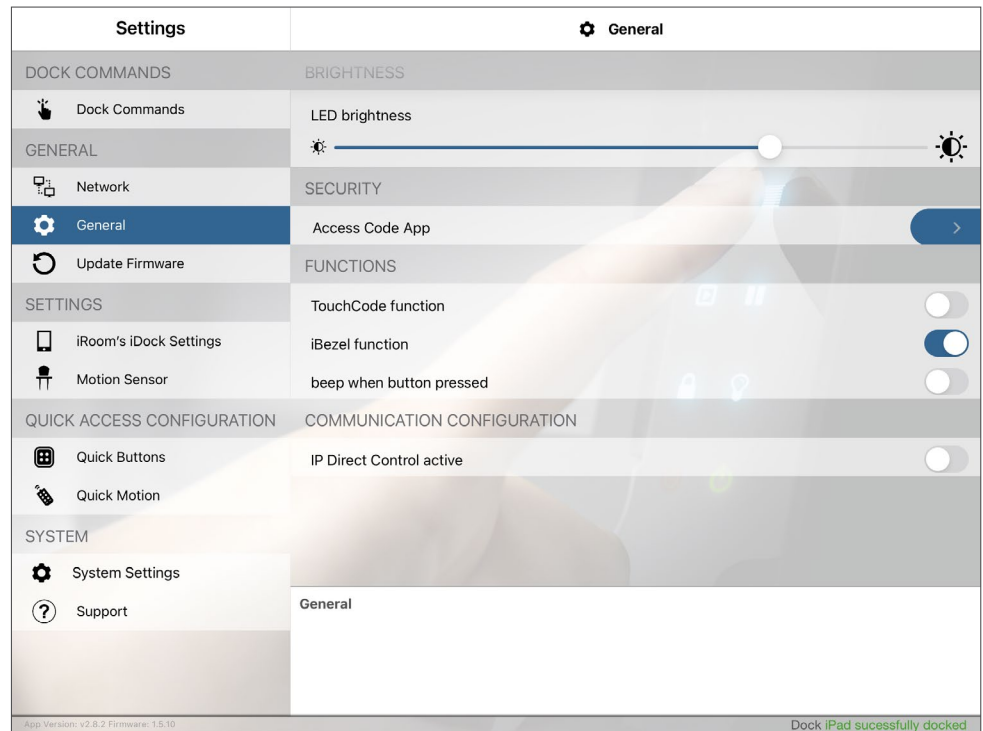 Settings
General
DOCK COMMANDS
Dock Commands
GENERAL
Network
General
Update Firmware
SETTINGS
iRoom's iDock Settings
Motion Sensor
QUICK ACCESS CONFIGURATION
Quick Buttons
Quick Motion
SYSTEM
System Settings
Support
BRIGHTNESS
LED brightness
SECURITY
Access Code App
FUNCTIONS
TouchCode function
iBezel function
beep when button pressed
COMMUNICATION CONFIGURATION
IP Direct Control active
General
App Version: v2.8.2 Firmware: 1.5.10
Dock iPad sucessfully docked